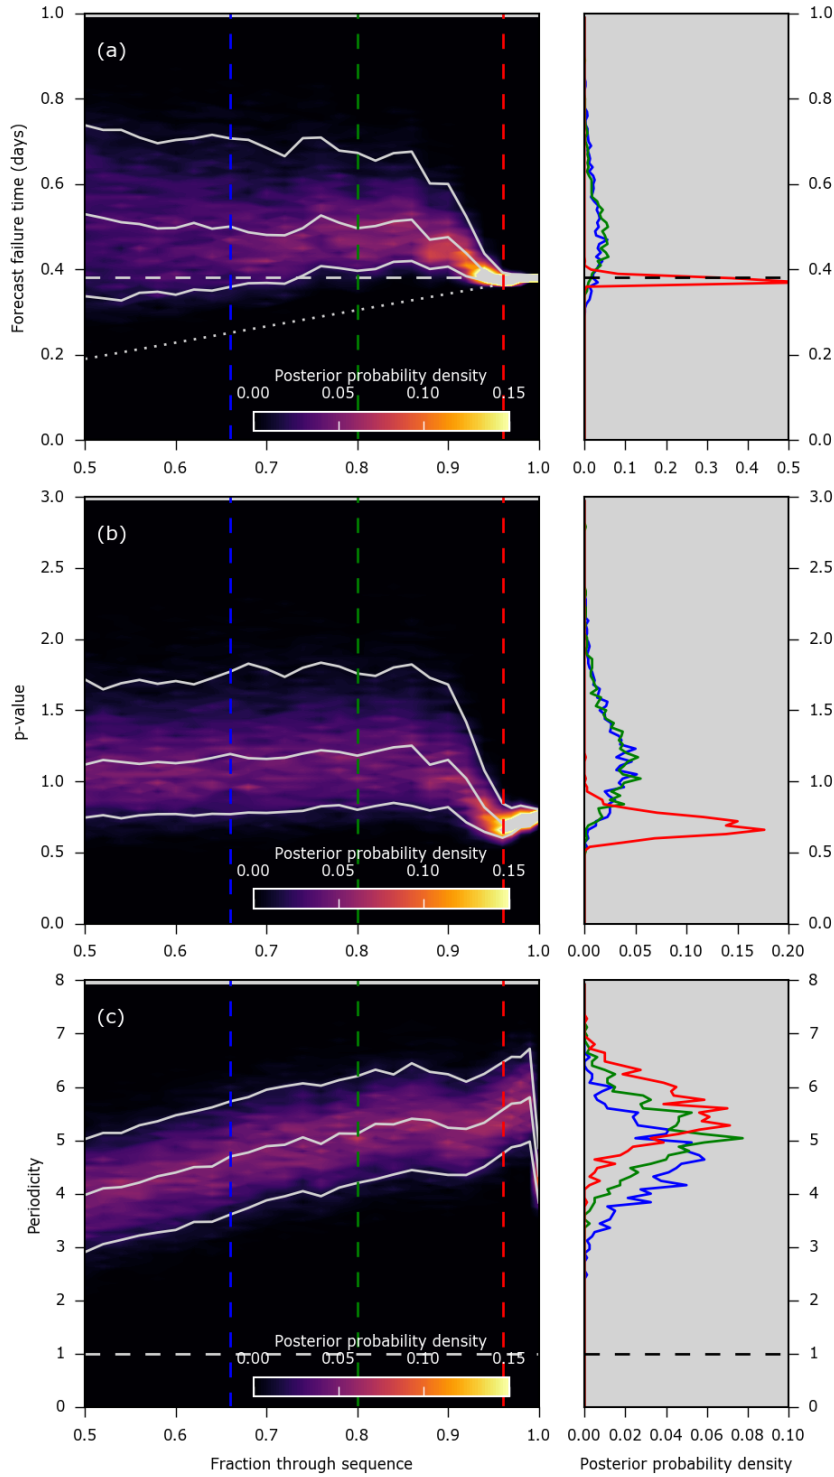 (a)
Forecast failure time (days)
1.0
0.8
0.6
0.4
0.2
0.0
Posterior probability density
0.00 0.05 0.10 0.15
0.5 0.6 0.7 0.8 0.9 1.0
1.0
0.8
0.6
0.4
0.2
0.0
0.0 0.1 0.2 0.3 0.4 0.5
(b)
p-value
3.0
2.5
2.0
1.5
1.0
0.5
0.0
Posterior probability density
0.00 0.05 0.10 0.15
0.5 0.6 0.7 0.8 0.9 1.0
3.0
2.5
2.0
1.5
1.0
0.5
0.0
0.00 0.05 0.10 0.15 0.20
(c)
Periodicity
8
7
6
5
4
3
2
1
0
Posterior probability density
0.00 0.05 0.10 0.15
0.5 0.6 0.7 0.8 0.9 1.0
Fraction through sequence
8
7
6
5
4
3
2
1
0
0.00 0.02 0.04 0.06 0.08 0.10
Posterior probability density